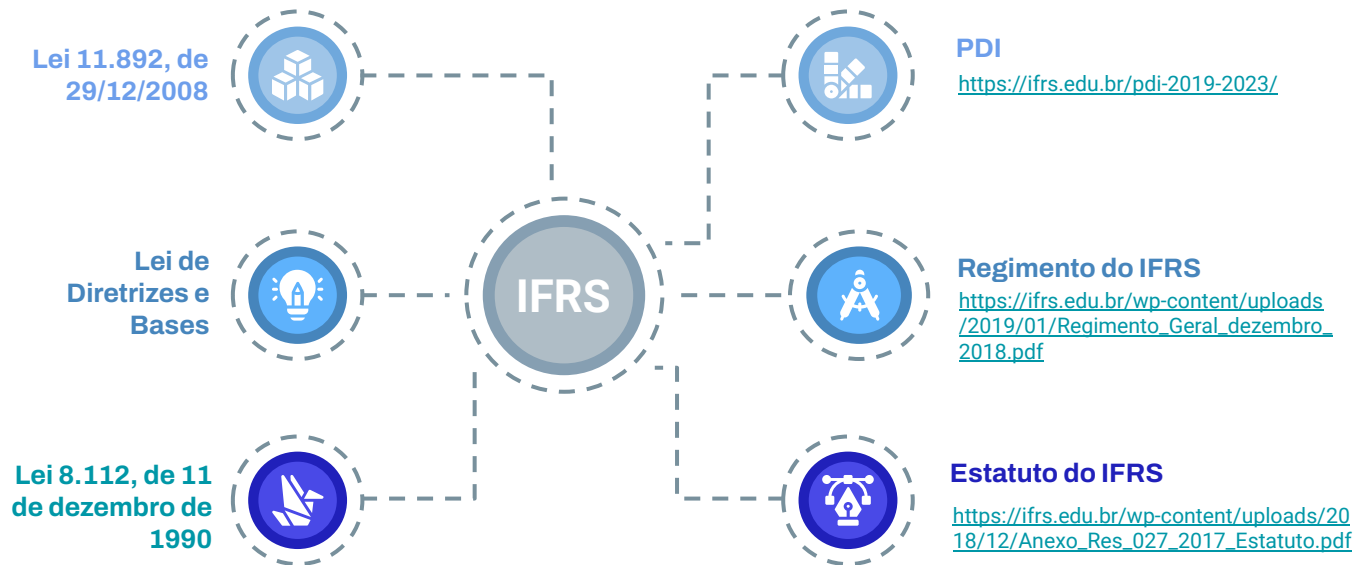 Lei 11.892, de
29/12/2008
PDI
https://ifrs.edu.br/pdi-2019-2023/
Lei de
Diretrizes e
Bases
IFRS
Regimento do IFRS
https://ifrs.edu.br/wp-content/uploads
/2019/01/Regimento_Geral_dezembro_
2018.pdf
Lei 8.112, de 11
de dezembro de
1990
Estatuto do IFRS
https://ifrs.edu.br/wp-content/uploads/20
18/12/Anexo_Res_027_2017_Estatuto.pdf